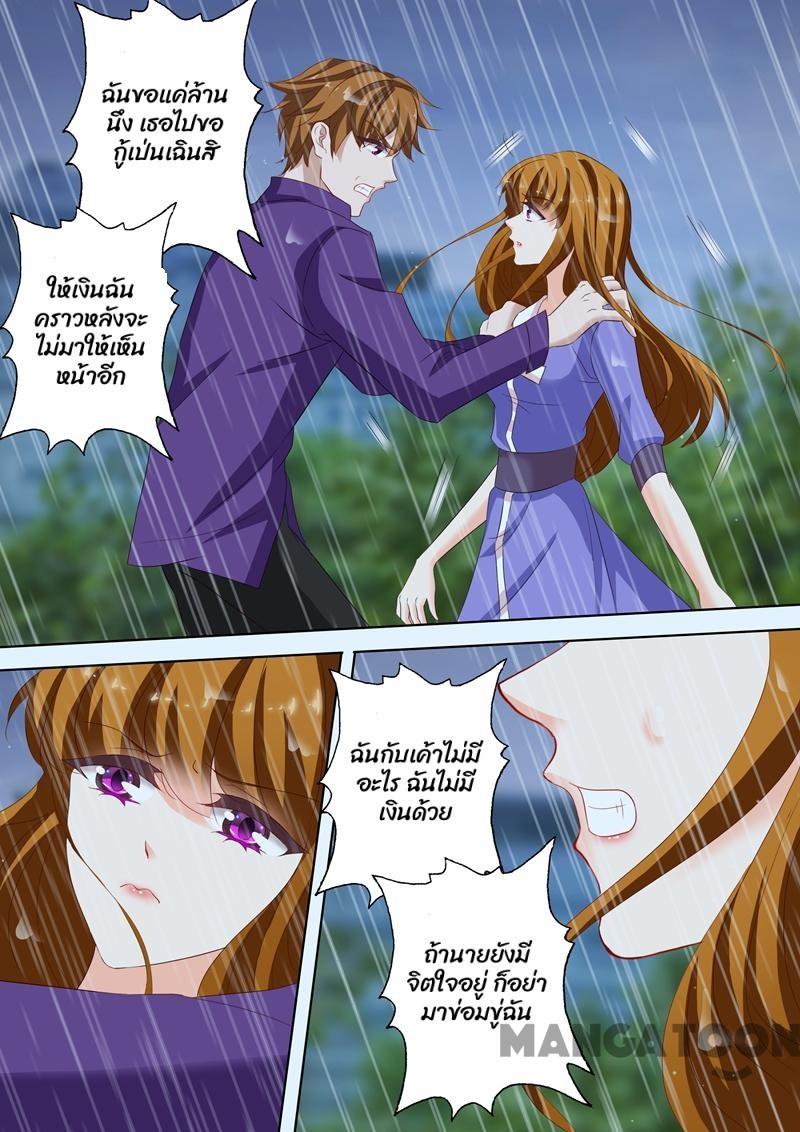 ฉันขอแค่ล้าน
นึง เธอไปขอ
กู้เป่นเฉินสิ
ให้เงินฉัน
คราวหลังจะ
ไม่มาให้เห็น
หน้าอีก
ฉันกับเค้าไม่มี
อะไร ฉันไม่มี
เงินด้วย
ถ้านายยังมี
จิตใจอยู่ ก็อย่า
มาข่อมขู่ฉัน
MANGATOON